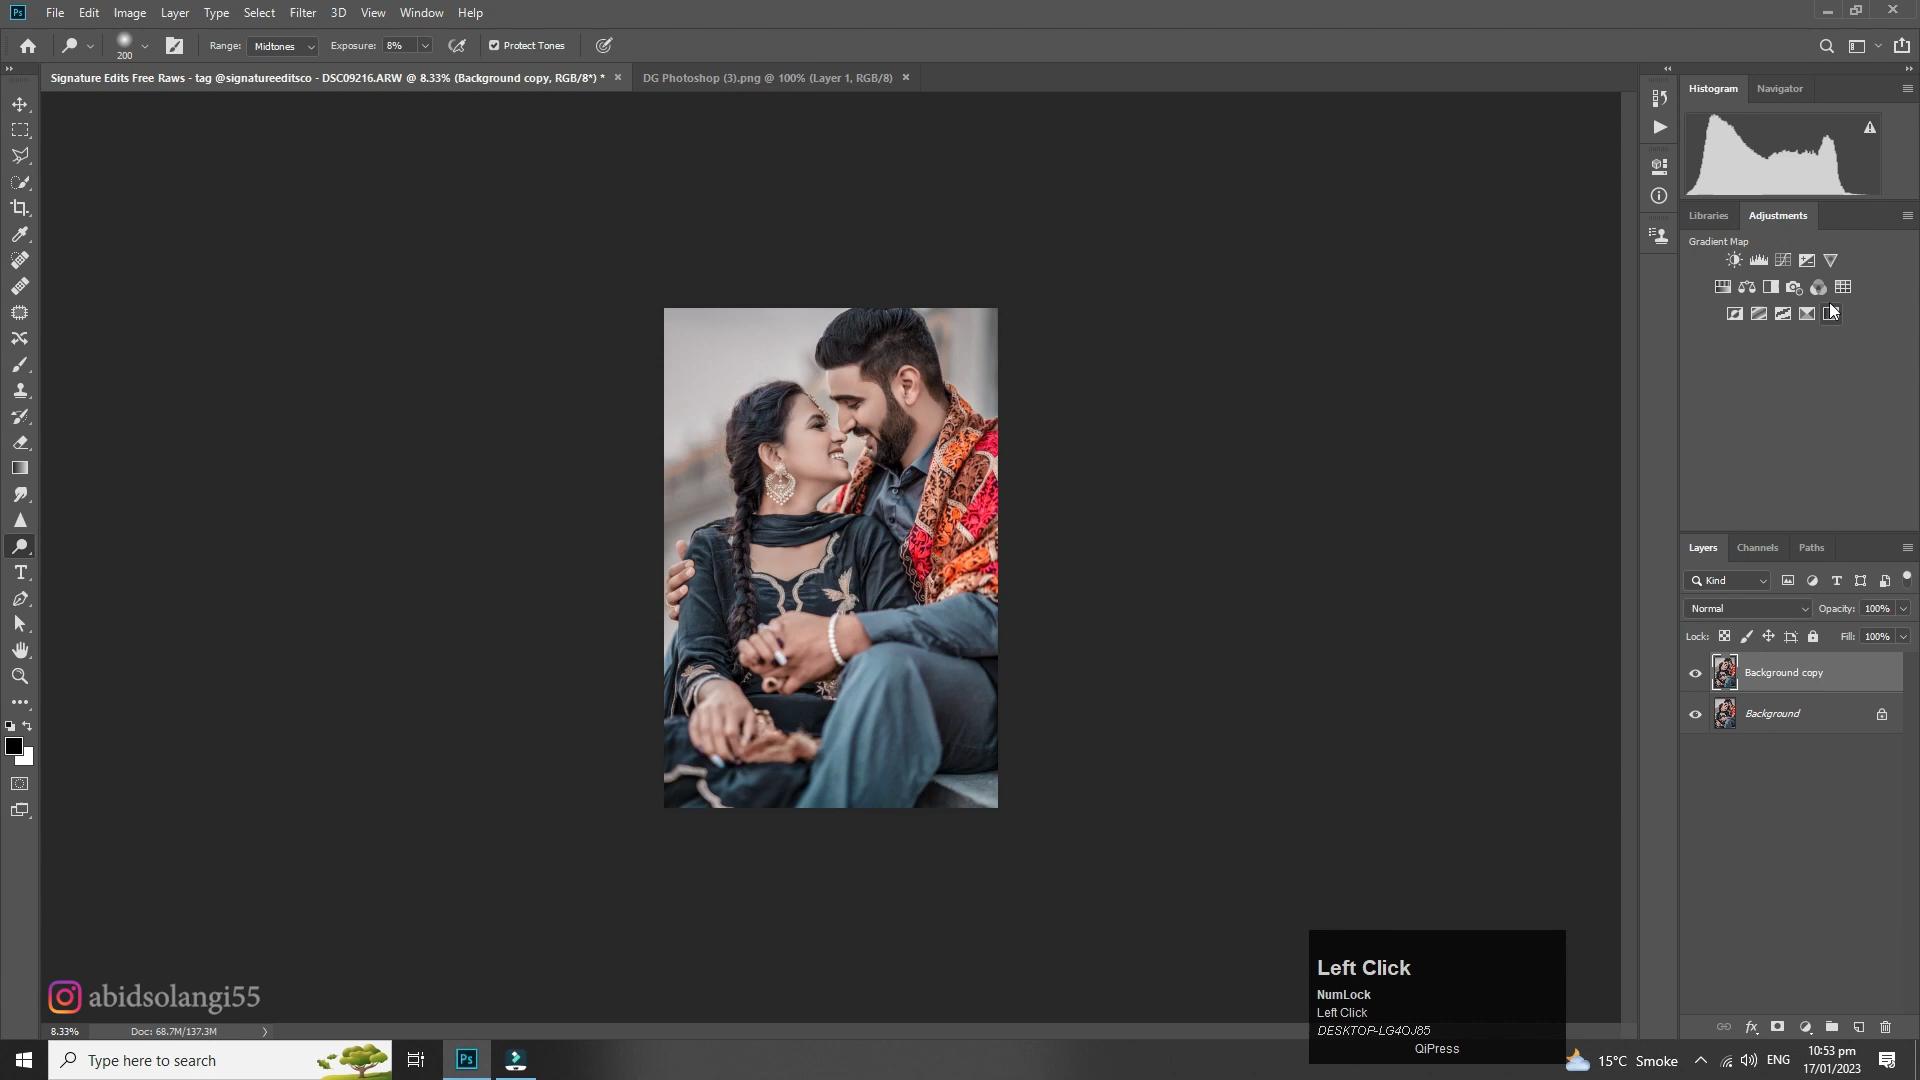 Ps File Edit Image Layer Type Select Filter 3D View Window Help
200 Range: Midtones Exposure: 8% Protect Tones
Signature Edits Free Raws - tag @signatureeditsco - DSC09216.ARW @ 8.33% (Background copy, RGB/8*) * DG Photoshop (3).png @ 100% (Layer 1, RGB/8)
Histogram Navigator
Libraries Adjustments
Gradient Map
Layers Channels Paths
Kind
Normal Opacity: 100%
Lock: Fill: 100%
Background copy
Background
Left Click
NumLock
Left Click
DESKTOP-LG4OJ85
QiPress
abidsolangi55
8.33% Doc: 68.7M/137.3M
Type here to search Ps 15°C Smoke ENG 10:53 pm
17/01/2023